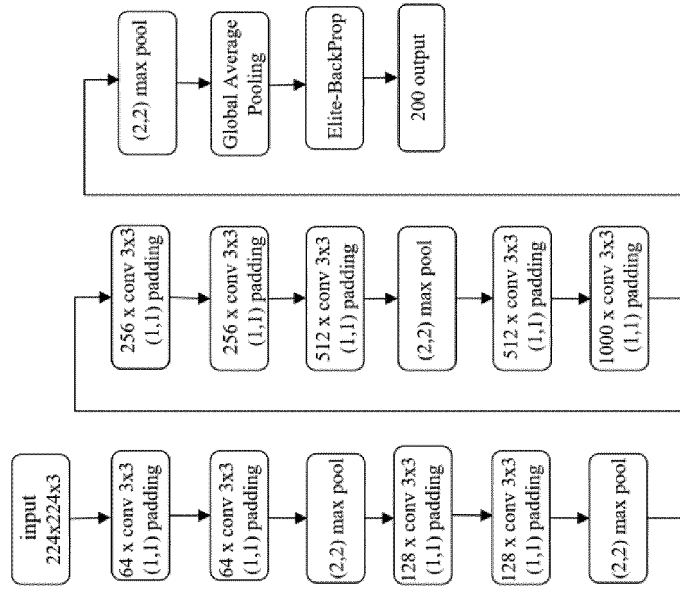 input
224x224x3
64 x conv 3x3
(1,1) padding
64 x conv 3x3
(1,1) padding
(2,2) max pool
128 x conv 3x3
(1,1) padding
128 x conv 3x3
(1,1) padding
(2,2) max pool
256 x conv 3x3
(1,1) padding
256 x conv 3x3
(1,1) padding
512 x conv 3x3
(1,1) padding
(2,2) max pool
512 x conv 3x3
(1,1) padding
1000 x conv 3x3
(1,1) padding
(2,2) max pool
Global Average
Pooling
Elite-BackProp
200 output